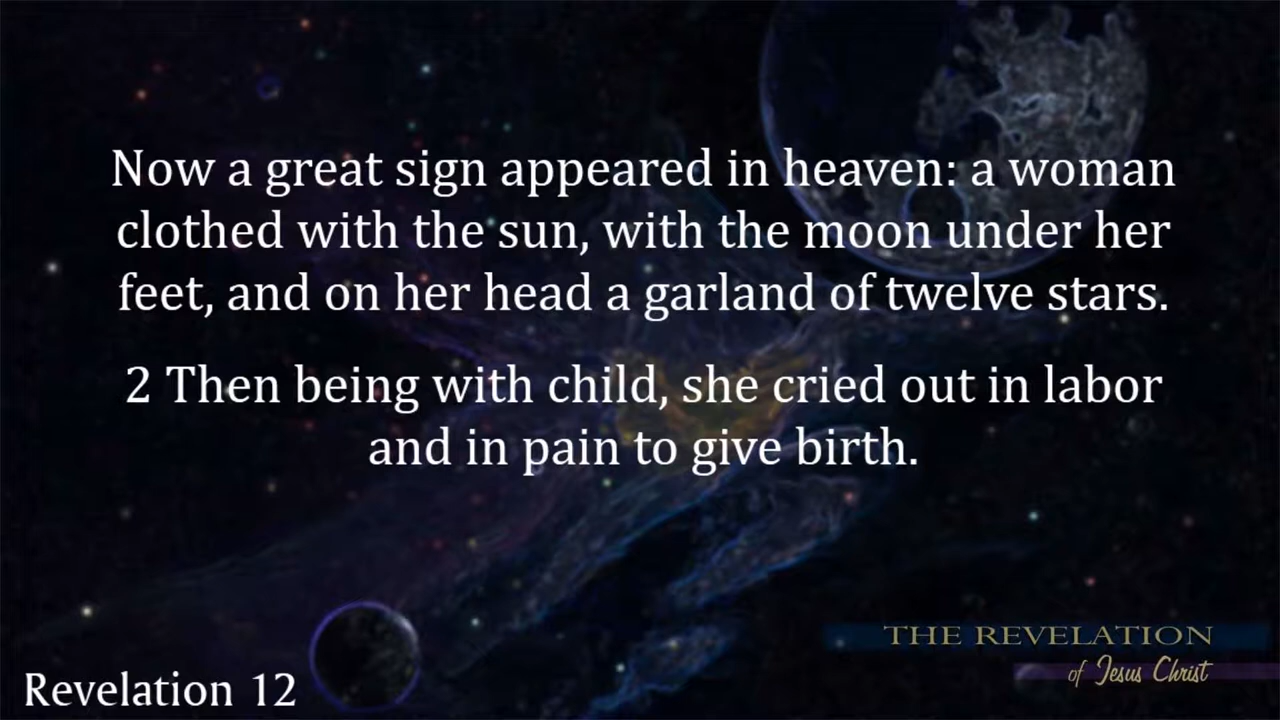 Now a great sign appeared in heaven: a woman
clothed with the sun, with the moon under her
feet, and on her head a garland of twelve stars.
2 Then being with child, she cried out in labor
and in pain to give birth.
THE REVELATION
of Jesus Christ
Revelation 12